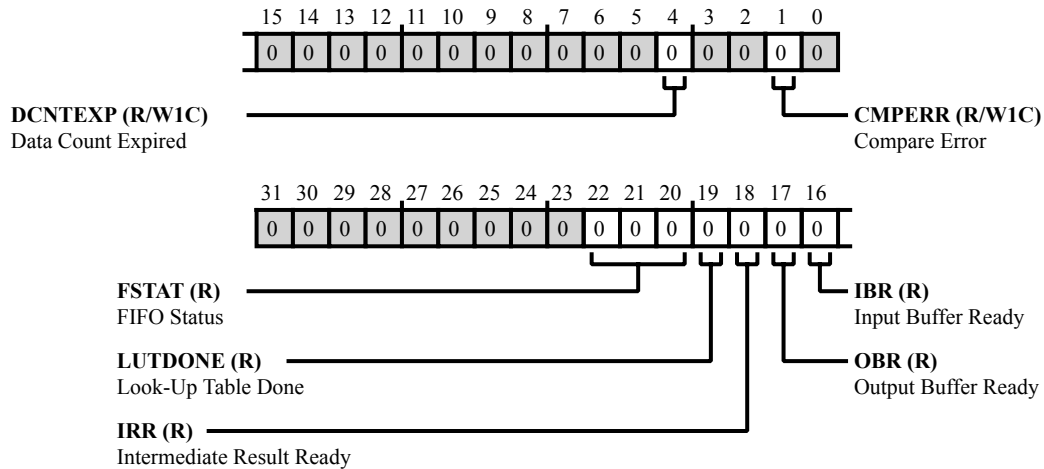 15 14 13 12 11 10 9 8 7 6 5 4 3 2 1 0
0 0 0 0 0 0 0 0 0 0 0 0 0 0 0 0
DCNTEXP (R/W1C)
Data Count Expired
CMPERR (R/W1C)
Compare Error
31 30 29 28 27 26 25 24 23 22 21 20 19 18 17 16
0 0 0 0 0 0 0 0 0 0 0 0 0 0 0 0
FSTAT (R)
FIFO Status
IBR (R)
Input Buffer Ready
LUTDONE (R)
Look-Up Table Done
OBR (R)
Output Buffer Ready
IRR (R)
Intermediate Result Ready